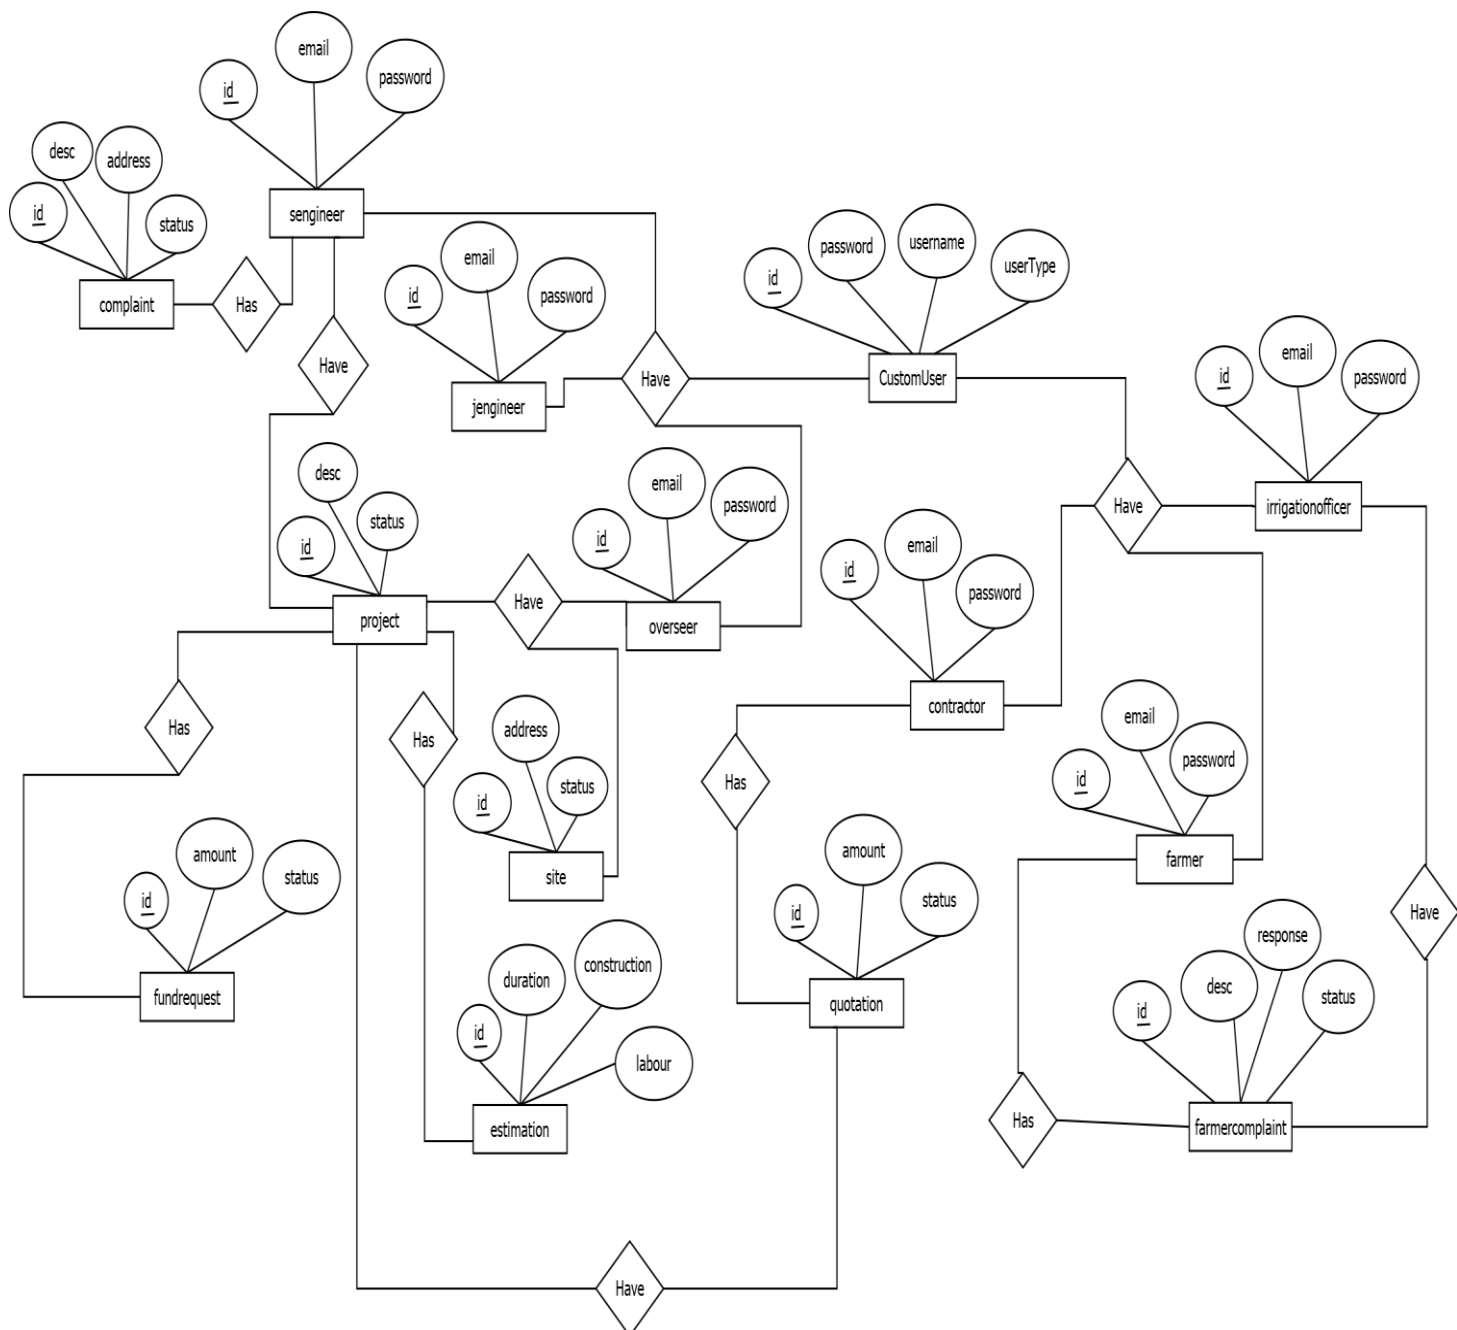 email
id
password
desc
address
id
status
sengineer
complaint
Has
Have
email
id
password
jengineer
Have
password
username
id
userType
CustomUser
email
id
password
irrigationofficer
Have
desc
status
id
project
Have
email
id
password
overseer
email
id
password
contractor
Has
Has
address
id
status
site
Has
email
id
password
farmer
amount
id
status
fundrequest
duration
construction
id
labour
estimation
amount
id
status
quotation
Have
response
desc
id
status
farmercomplaint
Has
Have